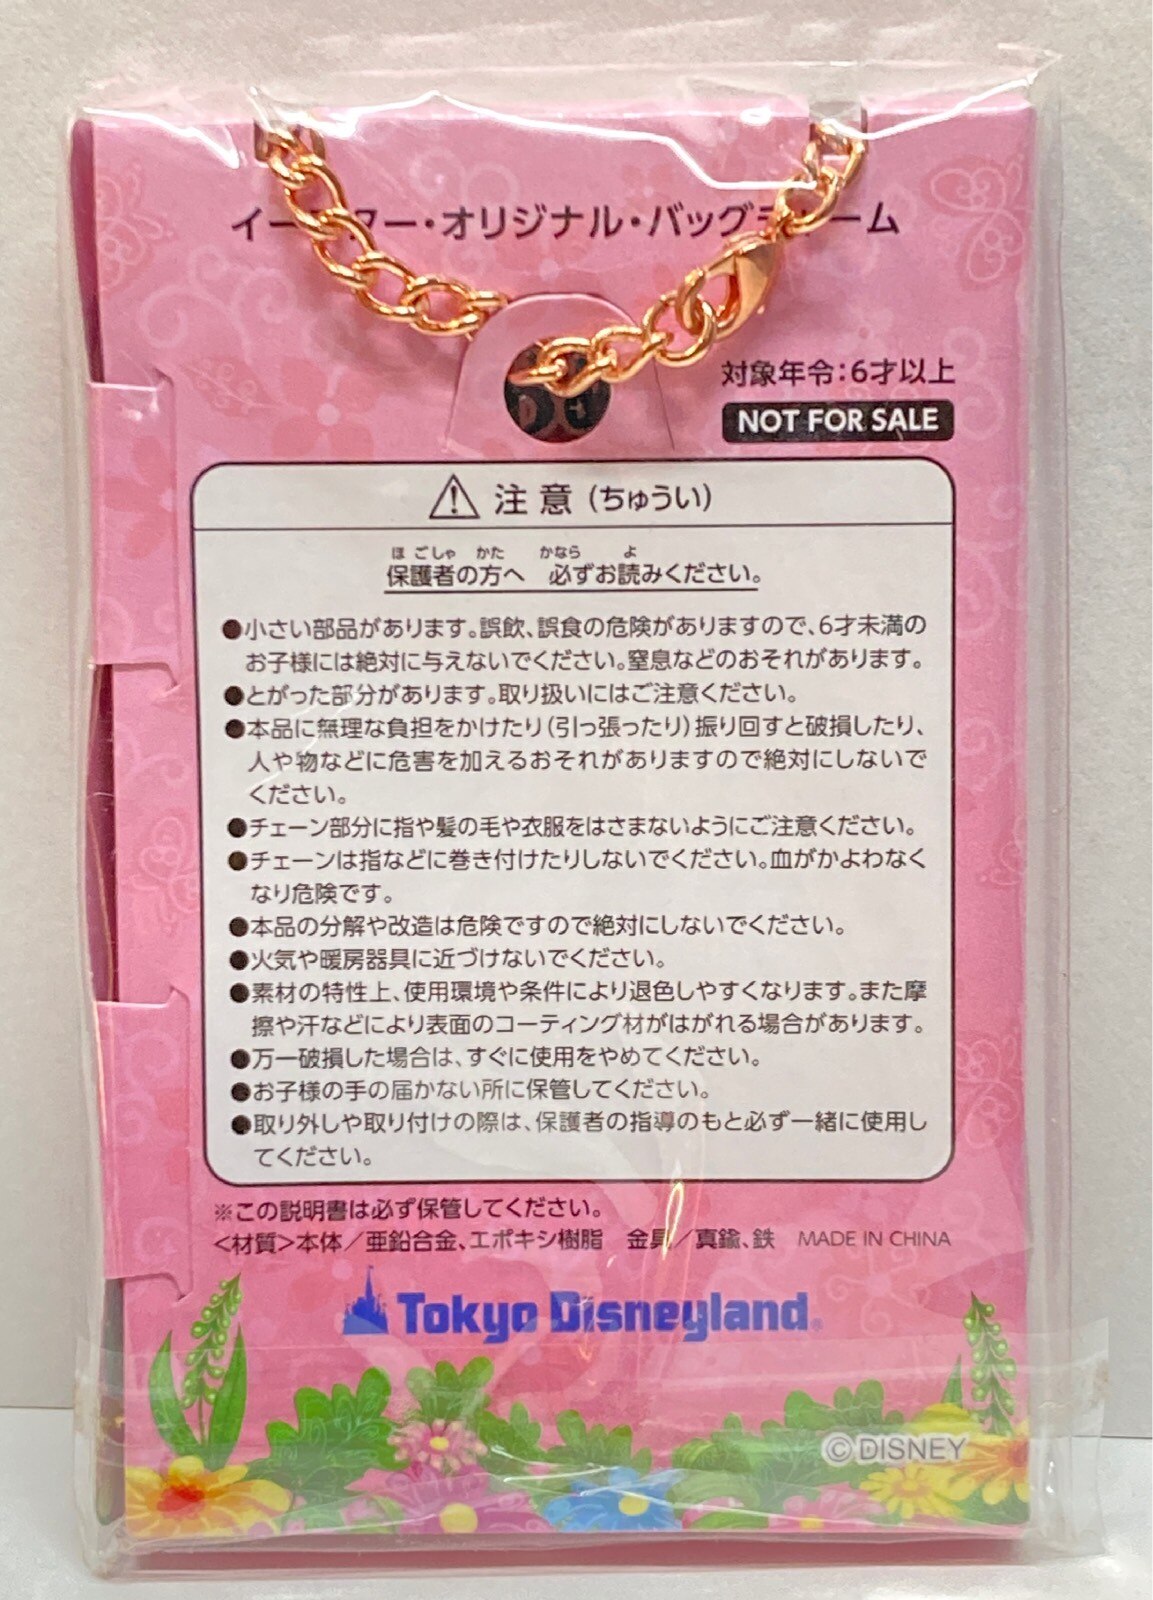 イースター・オリジナル・バッグチャーム
対象年令：6才以上
NOT FOR SALE
注 意（ちゅうい）
ほ ご しゃ かた かなら よ
保護者の方へ 必ずお読みください。
●小さい部品があります。誤飲、誤食の危険がありますので、6才未満の
お子様には絶対に与えないでください。窒息などのおそれがあります。
●とがった部分があります。取り扱いにはご注意ください。
●本品に無理な負担をかけたり（引っ張ったり）振り回すと破損したり、
人や物などに危害を加えるおそれがありますので絶対にしないで
ください。
●チェーン部分に指や髪の毛や衣服をはさまないようにご注意ください。
●チェーンは指などに巻き付けたりしないでください。血がかよわなく
なり危険です。
●本品の分解や改造は危険ですので絶対にしないでください。
●火気や暖房器具に近づけないでください。
●素材の特性上、使用環境や条件により退色しやすくなります。また摩
擦や汗などにより表面のコーティング材がはがれる場合があります。
●万一破損した場合は、すぐに使用をやめてください。
●お子様の手の届かない所に保管してください。
●取り外しや取り付けの際は、保護者の指導のもと必ず一緒に使用し
てください。
※この説明書は必ず保管してください。
＜材質＞本体／亜鉛合金、エポキシ樹脂 金具／真鍮、鉄 MADE IN CHINA
Tokyo Disneyland®
©DISNEY